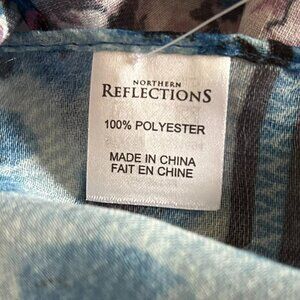 NORTHERN
REFLECTIONS
100% POLYESTER
MADE IN CHINA
FAIT EN CHINE